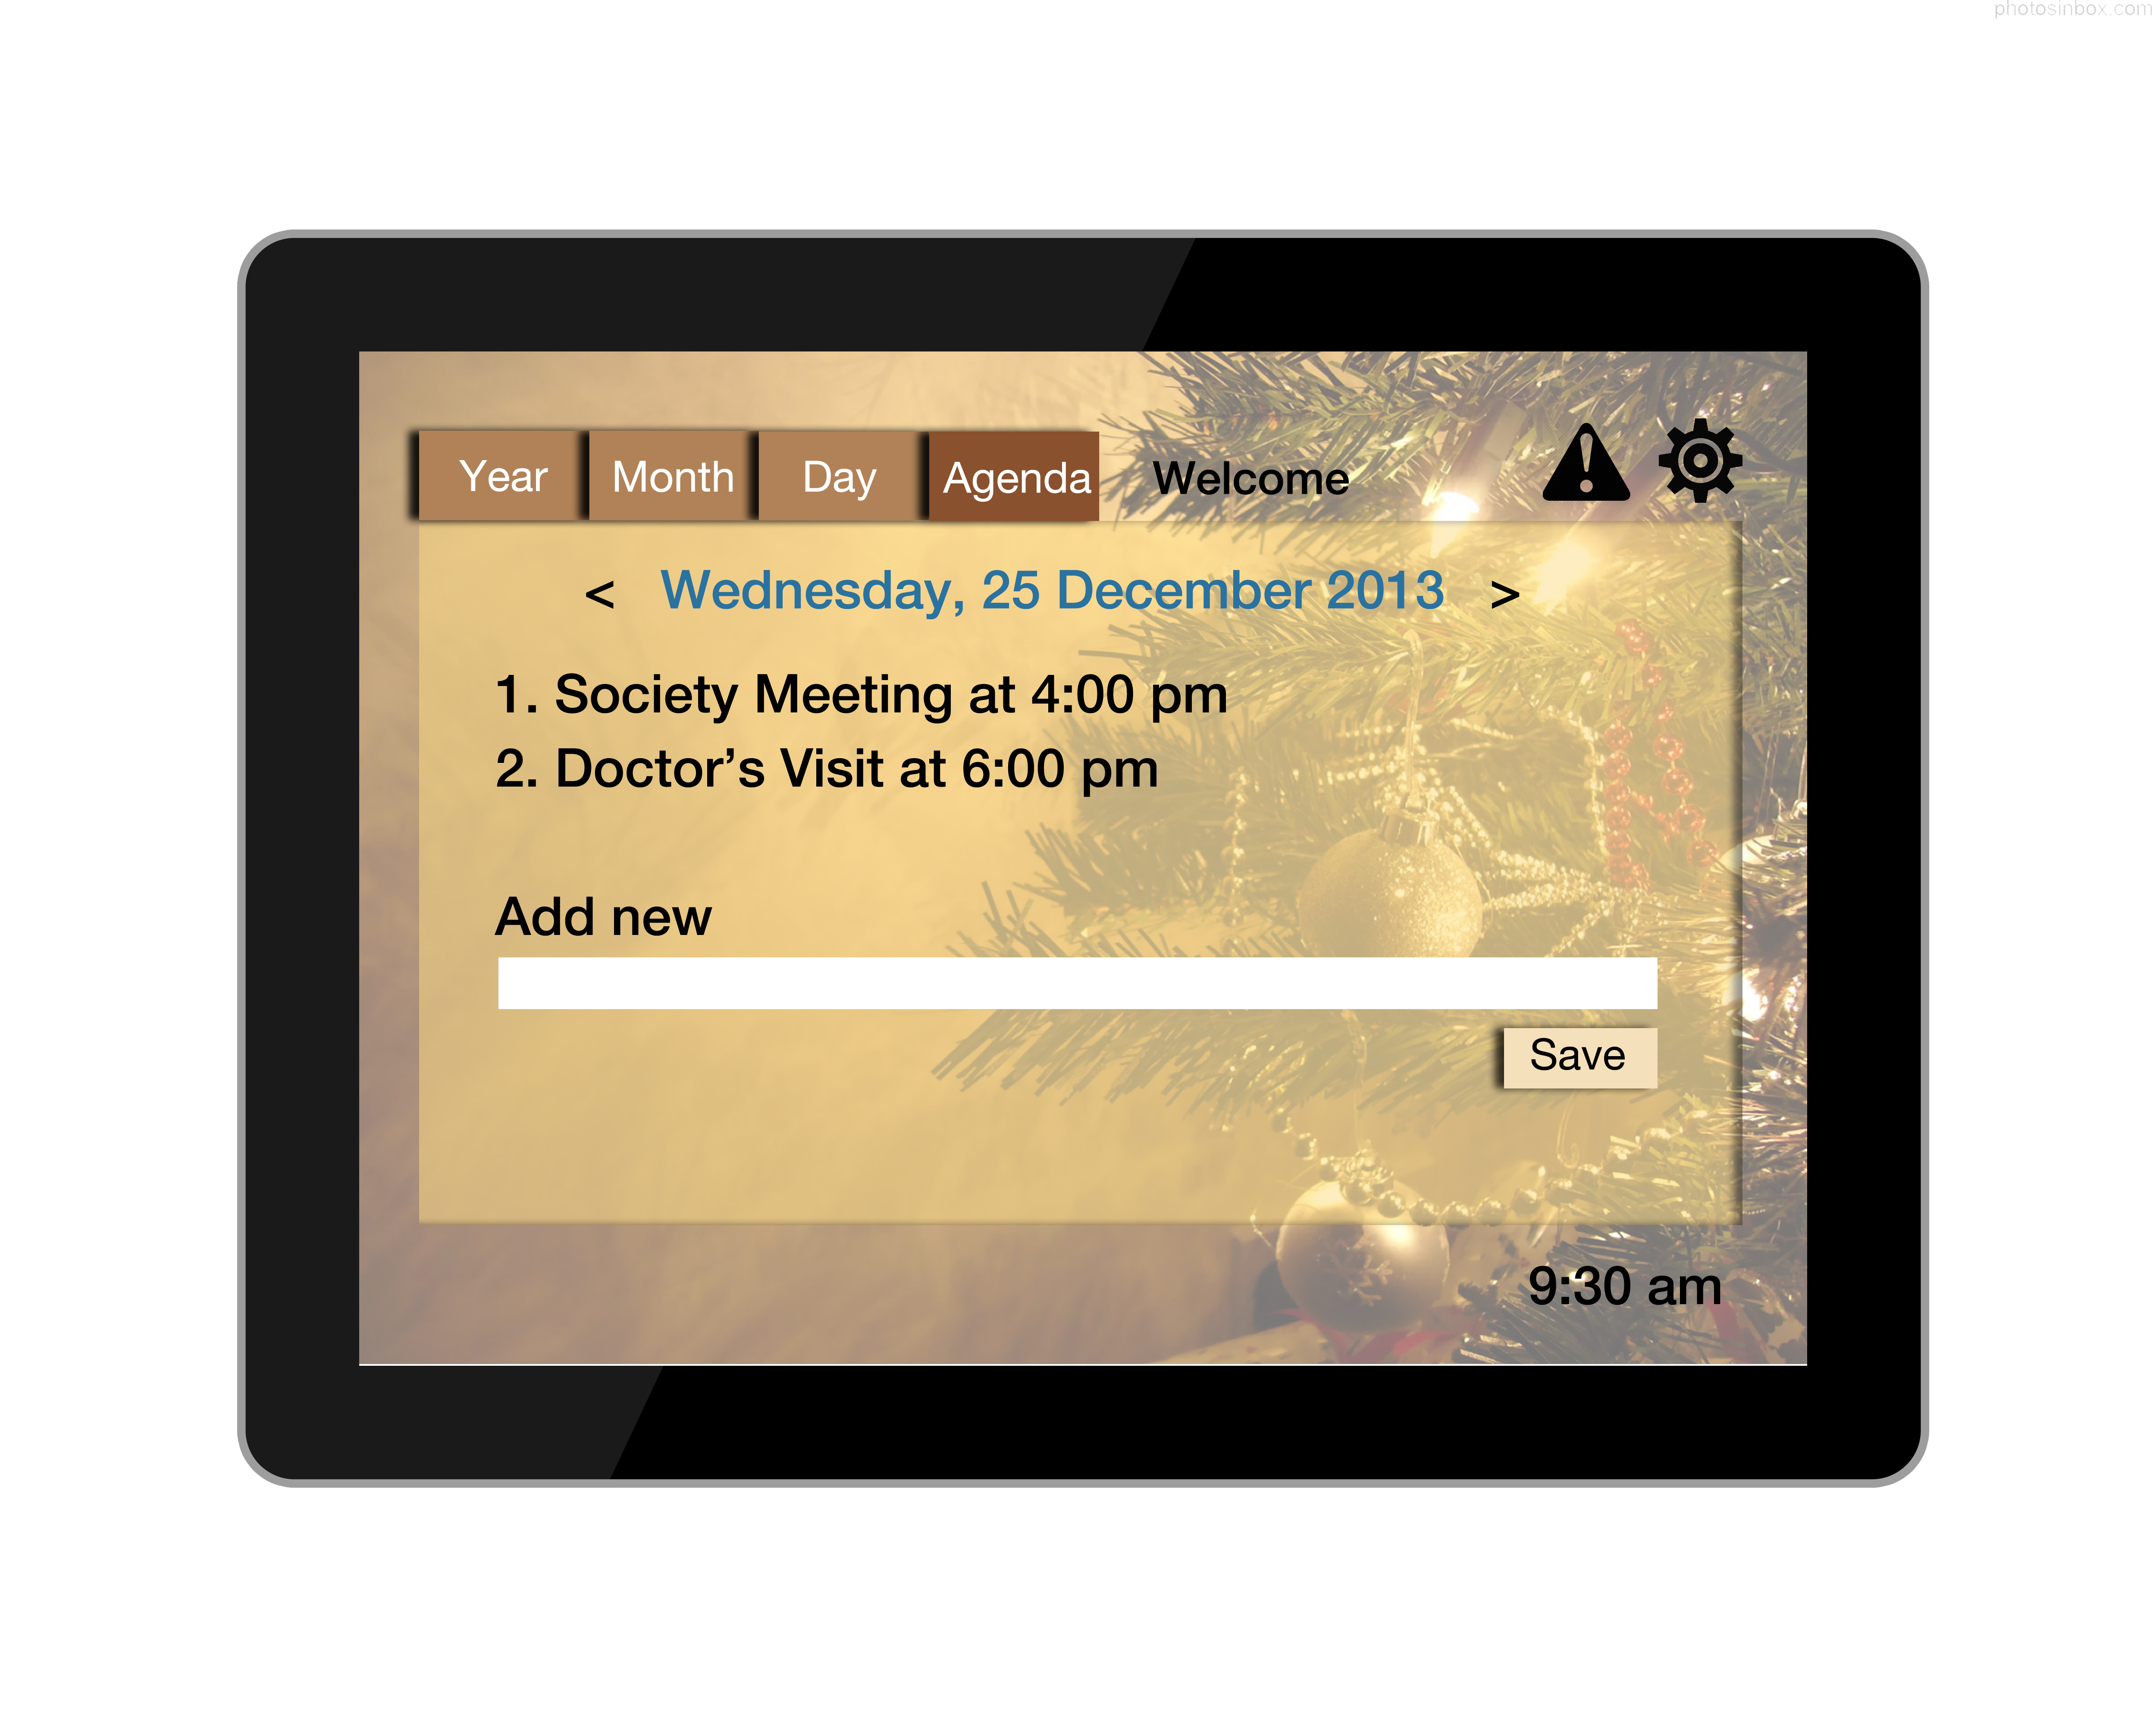 photosinbox.com
Year Month Day Agenda Welcome
< Wednesday, 25 December 2013 >
1. Society Meeting at 4:00 pm
2. Doctor’s Visit at 6:00 pm
Add new
Save
9:30 am